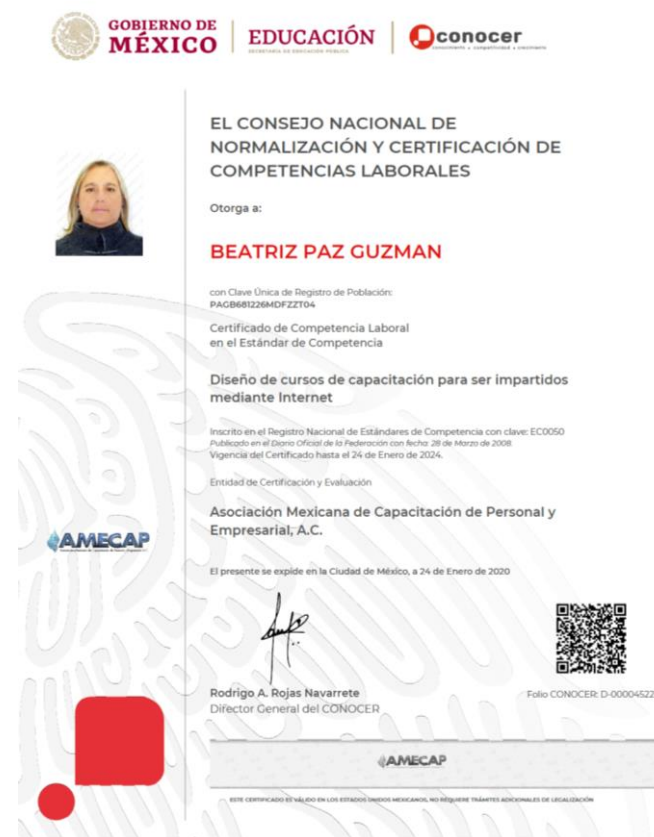 GOBIERNO DE
MÉXICO
EDUCACIÓN
SECRETARÍA DE EDUCACIÓN PÚBLICA
conocer
conocimiento • competitividad • crecimiento
EL CONSEJO NACIONAL DE
NORMALIZACIÓN Y CERTIFICACIÓN DE
COMPETENCIAS LABORALES
Otorga a:
BEATRIZ PAZ GUZMAN
con Clave Única de Registro de Población:
PAGB681226MDFZZT04
Certificado de Competencia Laboral
en el Estándar de Competencia
Diseño de cursos de capacitación para ser impartidos
mediante Internet
Inscrito en el Registro Nacional de Estándares de Competencia con clave: EC0050
Publicado en el Diario Oficial de la Federación con fecha: 28 de Marzo de 2008.
Vigencia del Certificado hasta el 24 de Enero de 2024.
Entidad de Certificación y Evaluación
Asociación Mexicana de Capacitación de Personal y
Empresarial, A.C.
AMECAP
El presente se expide en la Ciudad de México, a 24 de Enero de 2020
Rodrigo A. Rojas Navarrete
Director General del CONOCER
Folio CONOCER: D-00004522
AMECAP
ESTE CERTIFICADO ES VÁLIDO EN LOS ESTADOS UNIDOS MEXICANOS, NO REQUIERE TRÁMITES ADICIONALES DE LEGALIZACIÓN